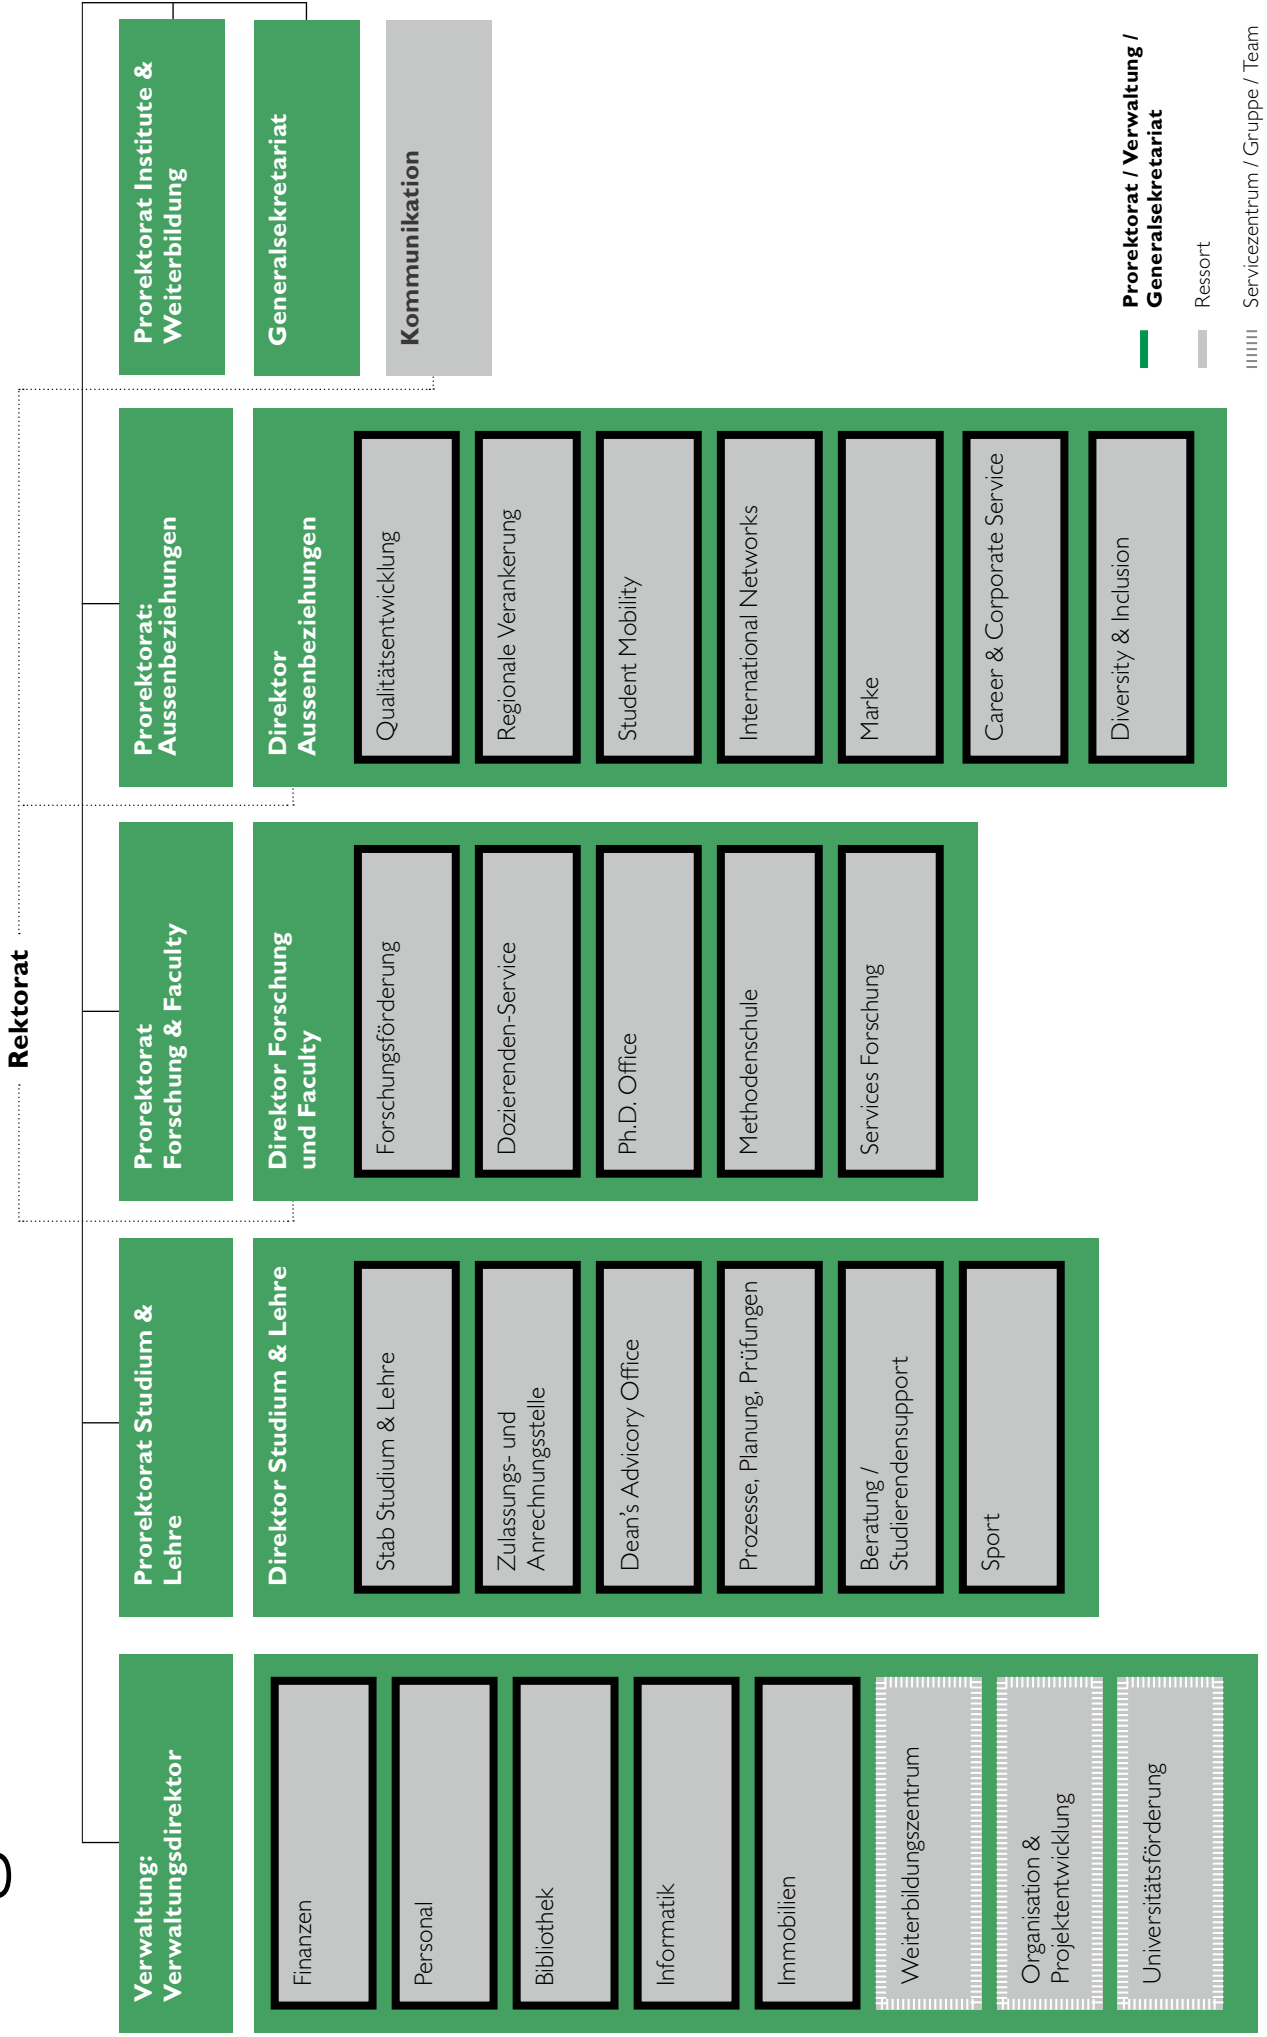 Rektorat
Verwaltung:
Verwaltungsdirektor
Finanzen
Personal
Bibliothek
Informatik
Immobilien
Weiterbildungszentrum
Organisation &
Projektentwicklung
Universitätsförderung
Prorektorat Studium &
Lehre
Direktor Studium & Lehre
Stab Studium & Lehre
Zulassungs- und
Anrechnungsstelle
Dean’s Advicory Office
Prozesse, Planung, Prüfungen
Beratung /
Studierendensupport
Sport
Prorektorat
Forschung & Faculty
Direktor Forschung
und Faculty
Forschungsförderung
Dozierenden-Service
Ph.D. Office
Methodenschule
Services Forschung
Prorektorat:
Aussenbeziehungen
Direktor
Aussenbeziehungen
Qualitätsentwicklung
Regionale Verankerung
Student Mobility
International Networks
Marke
Career & Corporate Service
Diversity & Inclusion
Prorektorat Institute &
Weiterbildung
Generalsekretariat
Kommunikation
Prorektorat / Verwaltung /
Generalsekretariat
Ressort
Servicezentrum / Gruppe / Team